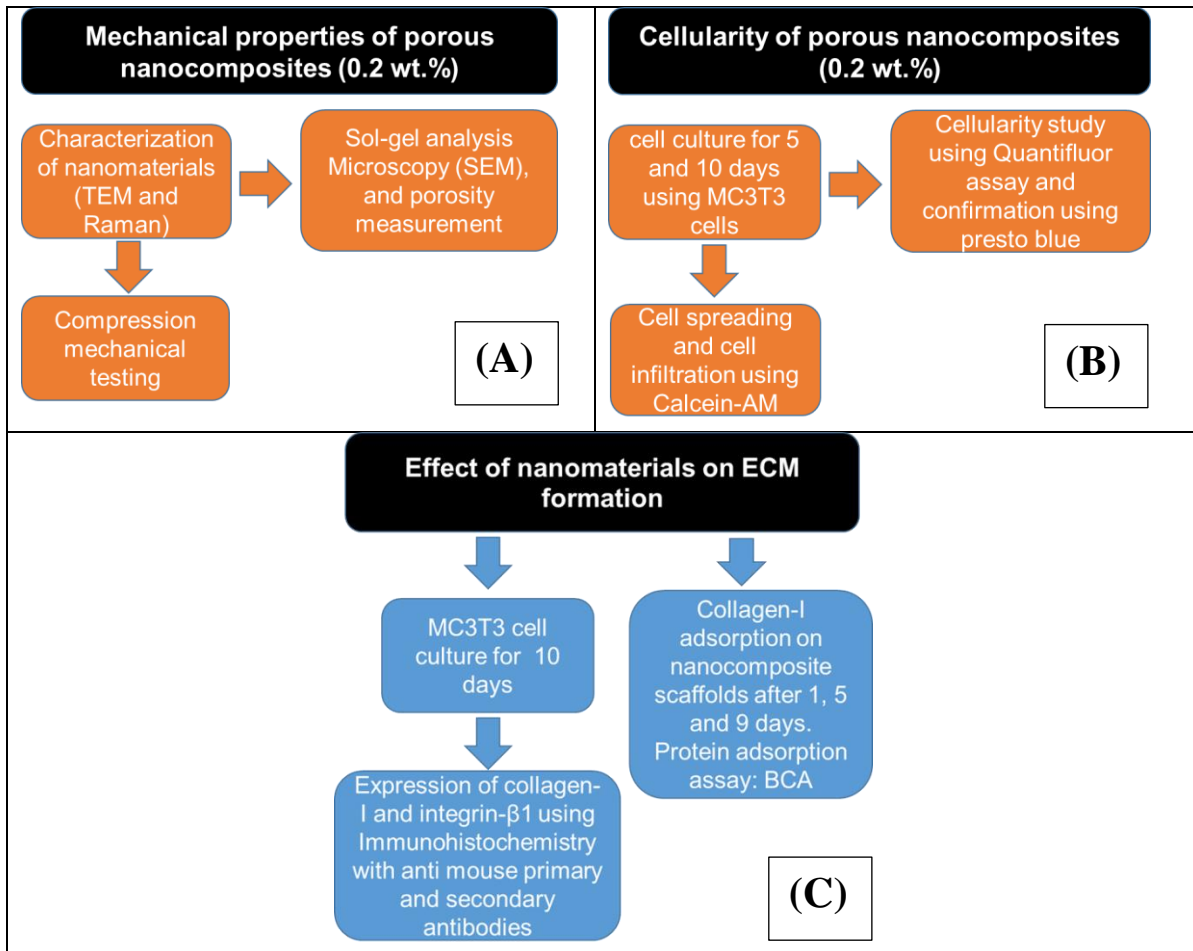 Mechanical properties of porous
nanocomposites (0.2 wt.%)
Characterization
of nanomaterials
(TEM and
Raman)
Sol-gel analysis
Microscopy (SEM),
and porosity
measurement
Compression
mechanical
testing
(A)
Cellularity of porous nanocomposites
(0.2 wt.%)
cell culture for 5
and 10 days
using MC3T3
cells
Cellularity study
using Quantifluor
assay and
confirmation using
presto blue
Cell spreading
and cell
infiltration using
Calcein-AM
(B)
Effect of nanomaterials on ECM
formation
MC3T3 cell
culture for 10
days
Collagen-I
adsorption on
nanocomposite
scaffolds after 1, 5
and 9 days.
Protein adsorption
assay: BCA
Expression of collagen-
I and integrin-β1 using
Immunohistochemistry
with anti mouse primary
and secondary
antibodies
(C)